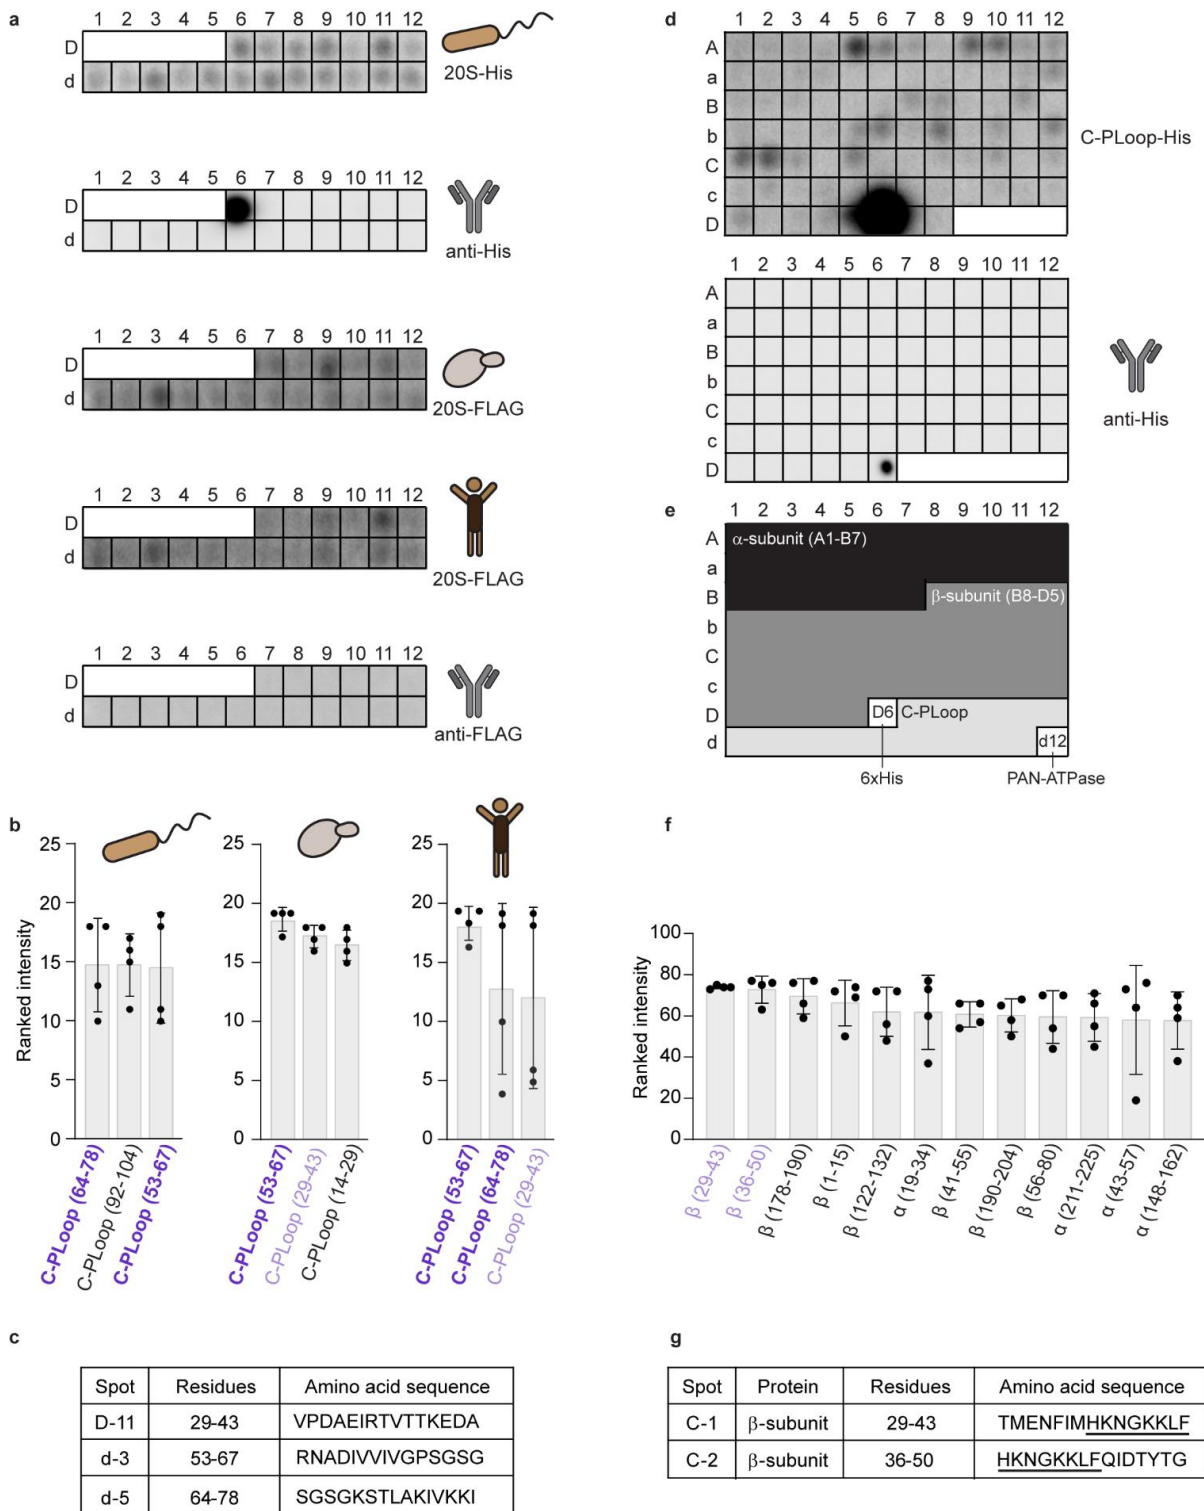 a
1 2 3 4 5 6 7 8 9 10 11 12
D
d
20S-His
1 2 3 4 5 6 7 8 9 10 11 12
D
d
anti-His
1 2 3 4 5 6 7 8 9 10 11 12
D
d
20S-FLAG
1 2 3 4 5 6 7 8 9 10 11 12
D
d
20S-FLAG
1 2 3 4 5 6 7 8 9 10 11 12
D
d
anti-FLAG
b
25
20
15
10
5
0
Ranked intensity
C-PLoop (64-78)
C-PLoop (92-104)
C-PLoop (53-67)
25
20
15
10
5
0
C-PLoop (53-67)
C-PLoop (29-43)
C-PLoop (14-29)
25
20
15
10
5
0
C-PLoop (53-67)
C-PLoop (64-78)
C-PLoop (29-43)
c
Spot Residues Amino acid sequence
D-11 29-43 VPDAEIRTVTTKEDA
d-3 53-67 RNADIVVIVGPSGSG
d-5 64-78 SGSGKSTLAKIVKKI
d
1 2 3 4 5 6 7 8 9 10 11 12
A
a
B
b
C
c
D
C-PLoop-His
1 2 3 4 5 6 7 8 9 10 11 12
A
a
B
b
C
c
D
anti-His
e
1 2 3 4 5 6 7 8 9 10 11 12
A
a
B
b
C
c
D
d
α-subunit (A1-B7)
β-subunit (B8-D5)
D6 C-PLoop
d12
6xHis PAN-ATPase
f
100
80
60
40
20
0
Ranked intensity
β (29-43)
β (36-50)
β (178-190)
β (1-15)
β (122-132)
α (19-34)
β (41-55)
β (190-204)
β (56-80)
α (211-225)
α (43-57)
α (148-162)
g
Spot Protein Residues Amino acid sequence
C-1 β-subunit 29-43 TMENFIMHKNGKKLF
C-2 β-subunit 36-50 HKNGKKLFQIDTYTG